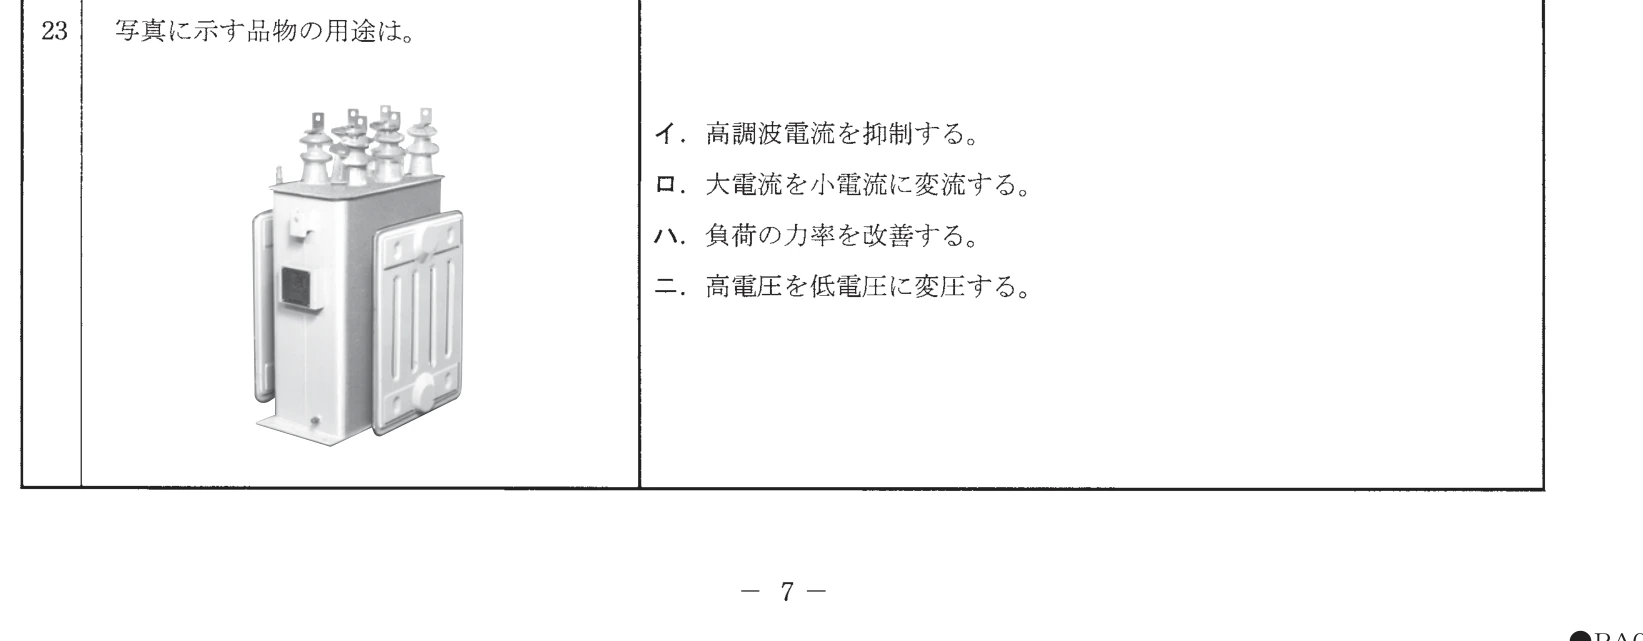 23 写真に示す品物の用途は。
イ. 高調波電流を抑制する。
ロ. 大電流を小電流に変流する。
ハ. 負荷の力率を改善する。
ニ. 高電圧を低電圧に変圧する。
－ 7 －